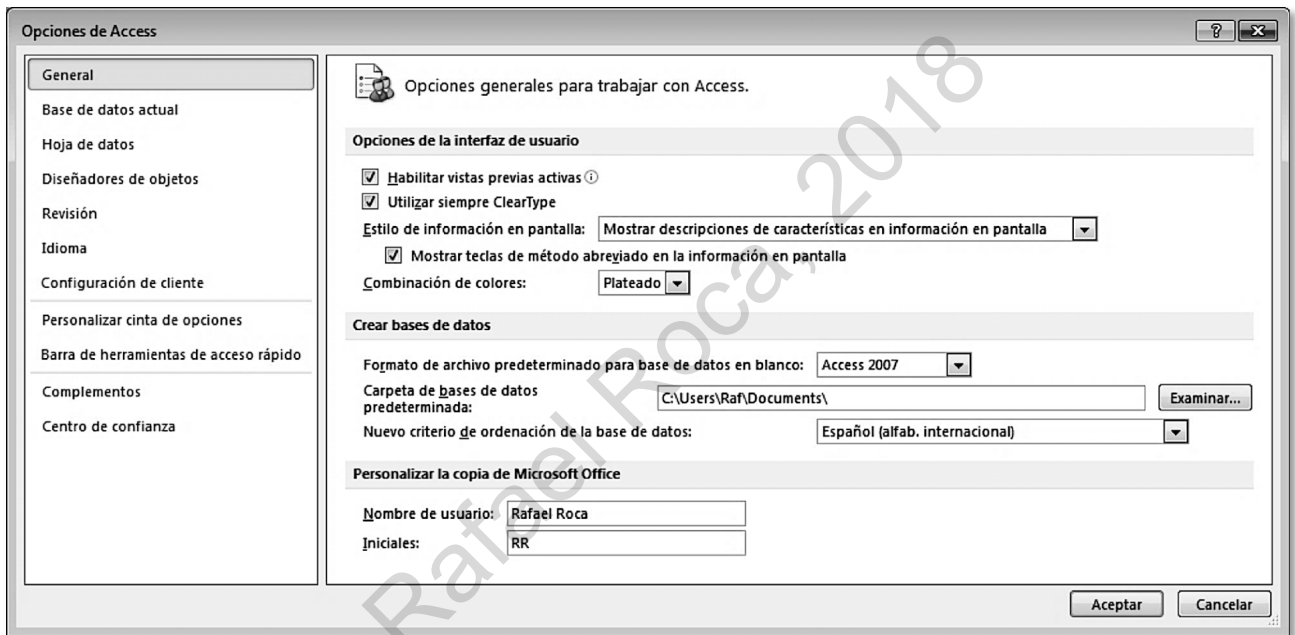 Opciones de Access
General
Base de datos actual
Hoja de datos
Diseñadores de objetos
Revisión
Idioma
Configuración de cliente
Personalizar cinta de opciones
Barra de herramientas de acceso rápido
Complementos
Centro de confianza
Opciones generales para trabajar con Access.
Opciones de la interfaz de usuario
Habilitar vistas previas activas
Utilizar siempre ClearType
Estilo de información en pantalla: Mostrar descripciones de características en información en pantalla
Mostrar teclas de método abreviado en la información en pantalla
Combinación de colores: Plateado
Crear bases de datos
Formato de archivo predeterminado para base de datos en blanco: Access 2007
Carpeta de bases de datos
predeterminada: C:\Users\Raf\Documents\ Examinar...
Nuevo criterio de ordenación de la base de datos: Español (alfab. internacional)
Personalizar la copia de Microsoft Office
Nombre de usuario: Rafael Roca
Iniciales: RR
Aceptar Cancelar
Rafael Roca, 2018